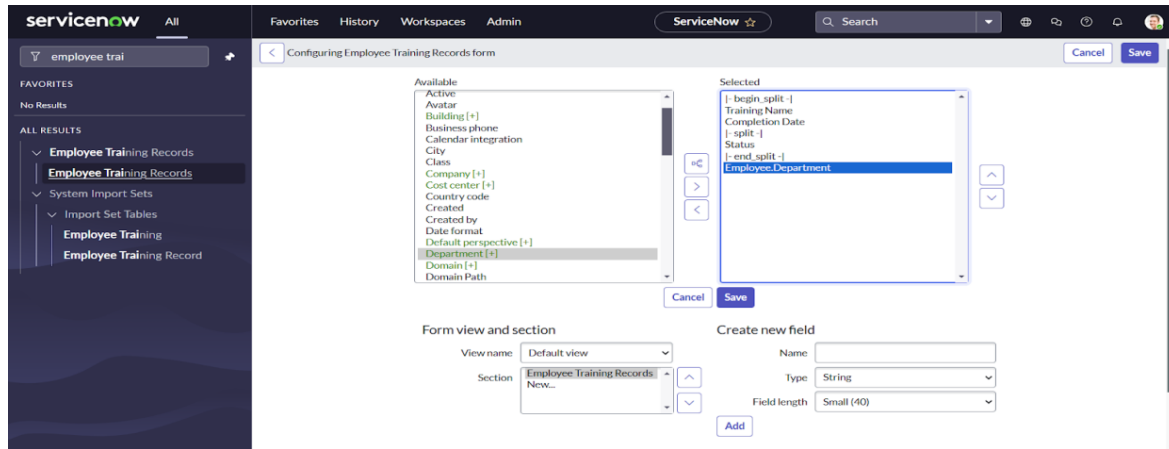 servicenow All Favorites History Workspaces Admin ServiceNow ☆ Search
employee trai
Configuring Employee Training Records form Cancel Save
FAVORITES
No Results
ALL RESULTS
Employee Training Records
Employee Training Records
System Import Sets
Import Set Tables
Employee Training
Employee Training Record
Available
Active
Avatar
Building [+]
Business phone
Calendar integration
City
Class
Company [+]
Cost center [+]
Country code
Created
Created by
Date format
Default perspective [+]
Department [+]
Domain [+]
Domain Path
Selected
|- begin_split -|
Training Name
Completion Date
|- split -|
Status
|- end_split -|
Employee.Department
Cancel Save
Form view and section
View name Default view
Section Employee Training Records
New...
Create new field
Name
Type String
Field length Small (40)
Add